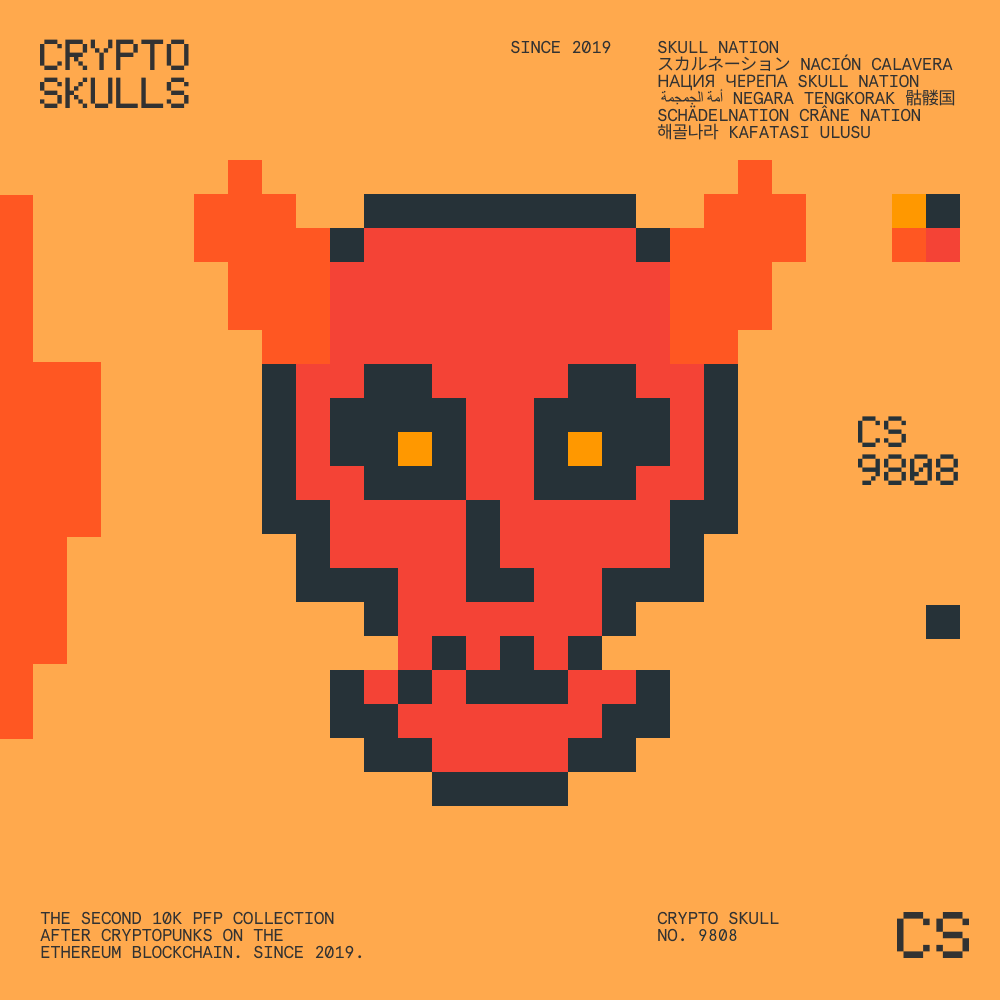 CRYPTO
SKULLS
SINCE 2019
SKULL NATION
スカルネーション NACIÓN CALAVERA
НАЦИЯ ЧЕРЕПА SKULL NATION
أمة الجمجمة NEGARA TENGKORAK 骷髅国
SCHÄDELNATION CRÂNE NATION
해골나라 KAFATASI ULUSU
CS
9808
THE SECOND 10K PFP COLLECTION
AFTER CRYPTOPUNKS ON THE
ETHEREUM BLOCKCHAIN. SINCE 2019.
CRYPTO SKULL
NO. 9808
CS